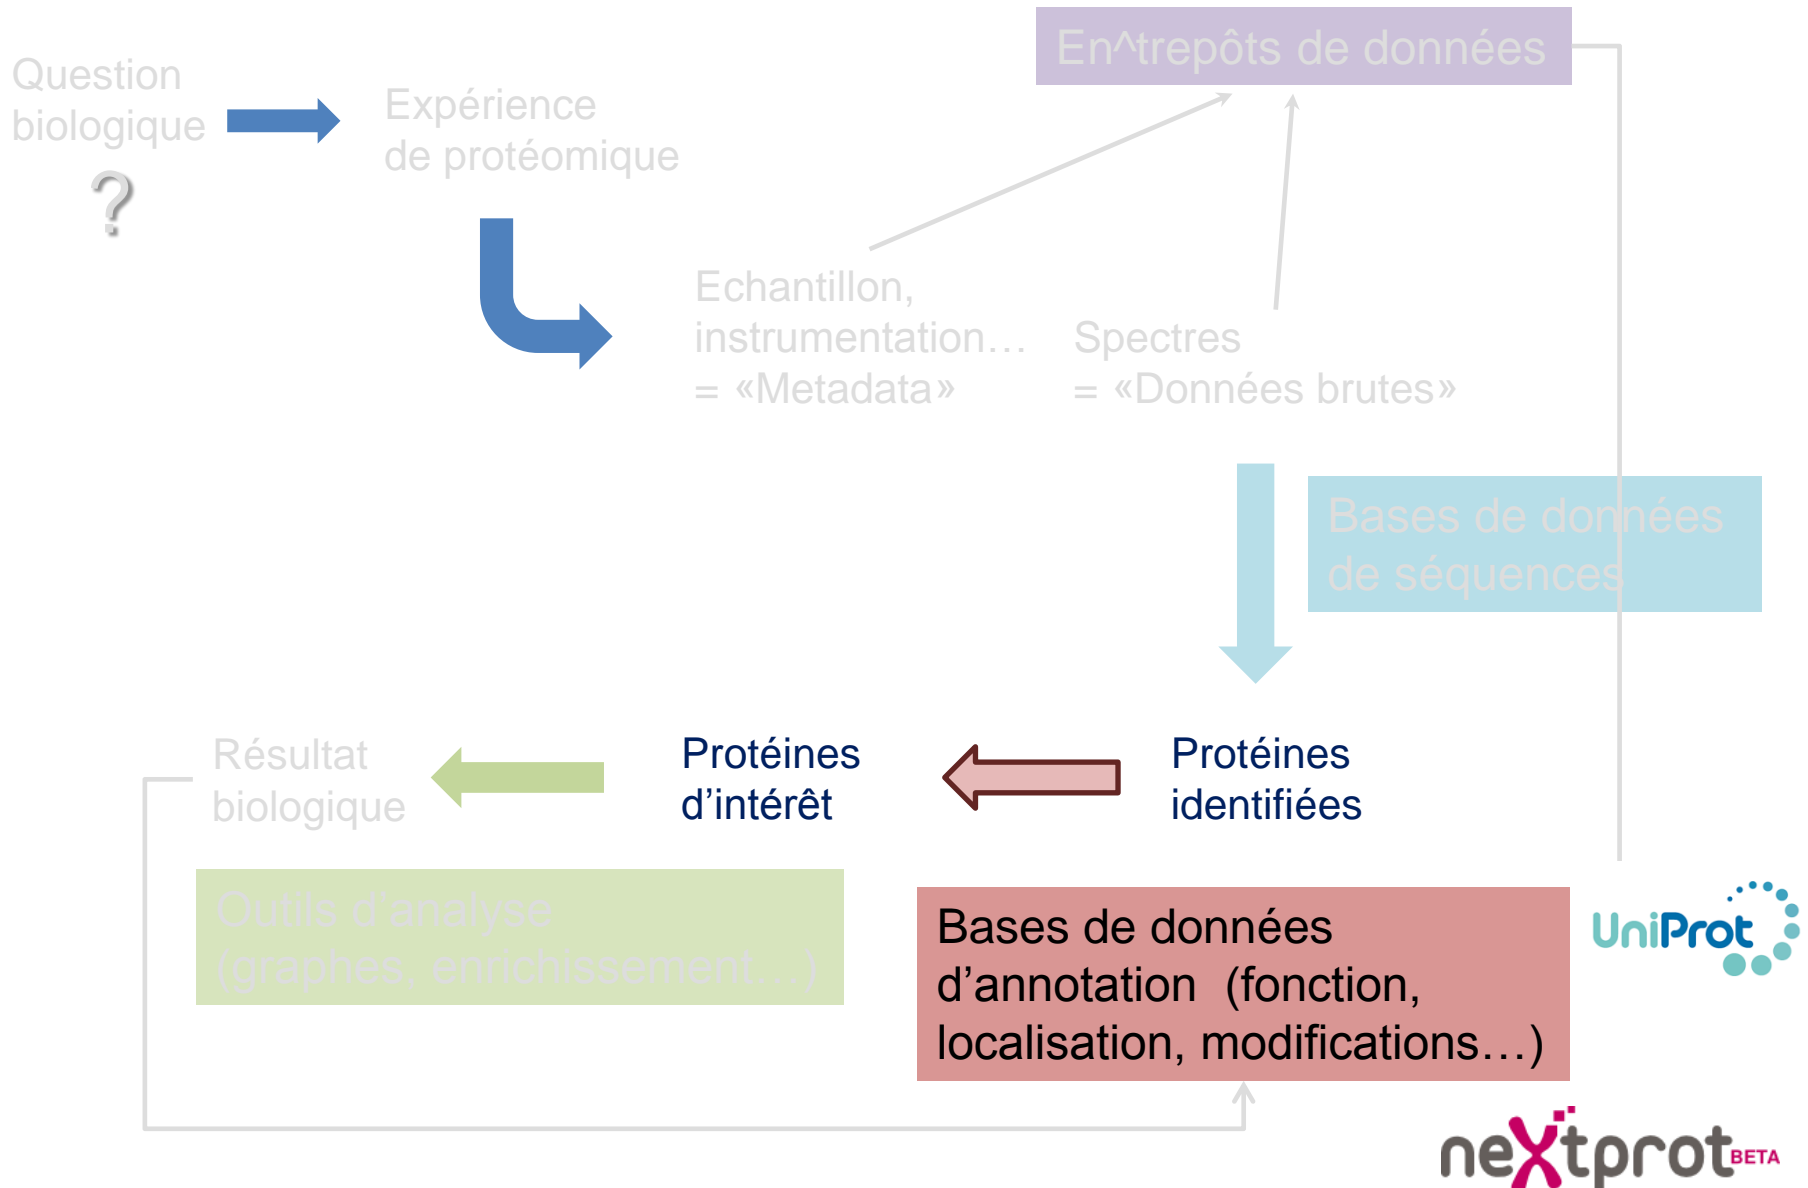 En^trepôts de données
Question
biologique
?
Expérience
de protéomique
Echantillon,
instrumentation…
= «Metadata»
Spectres
= «Données brutes»
Bases de données
de séquences
Résultat
biologique
Protéines
d’intérêt
Protéines
identifiées
Outils d’analyse
(graphes, enrichissement…)
Bases de données
d’annotation  (fonction,
localisation, modifications…)
UniProt
neXtprot BETA